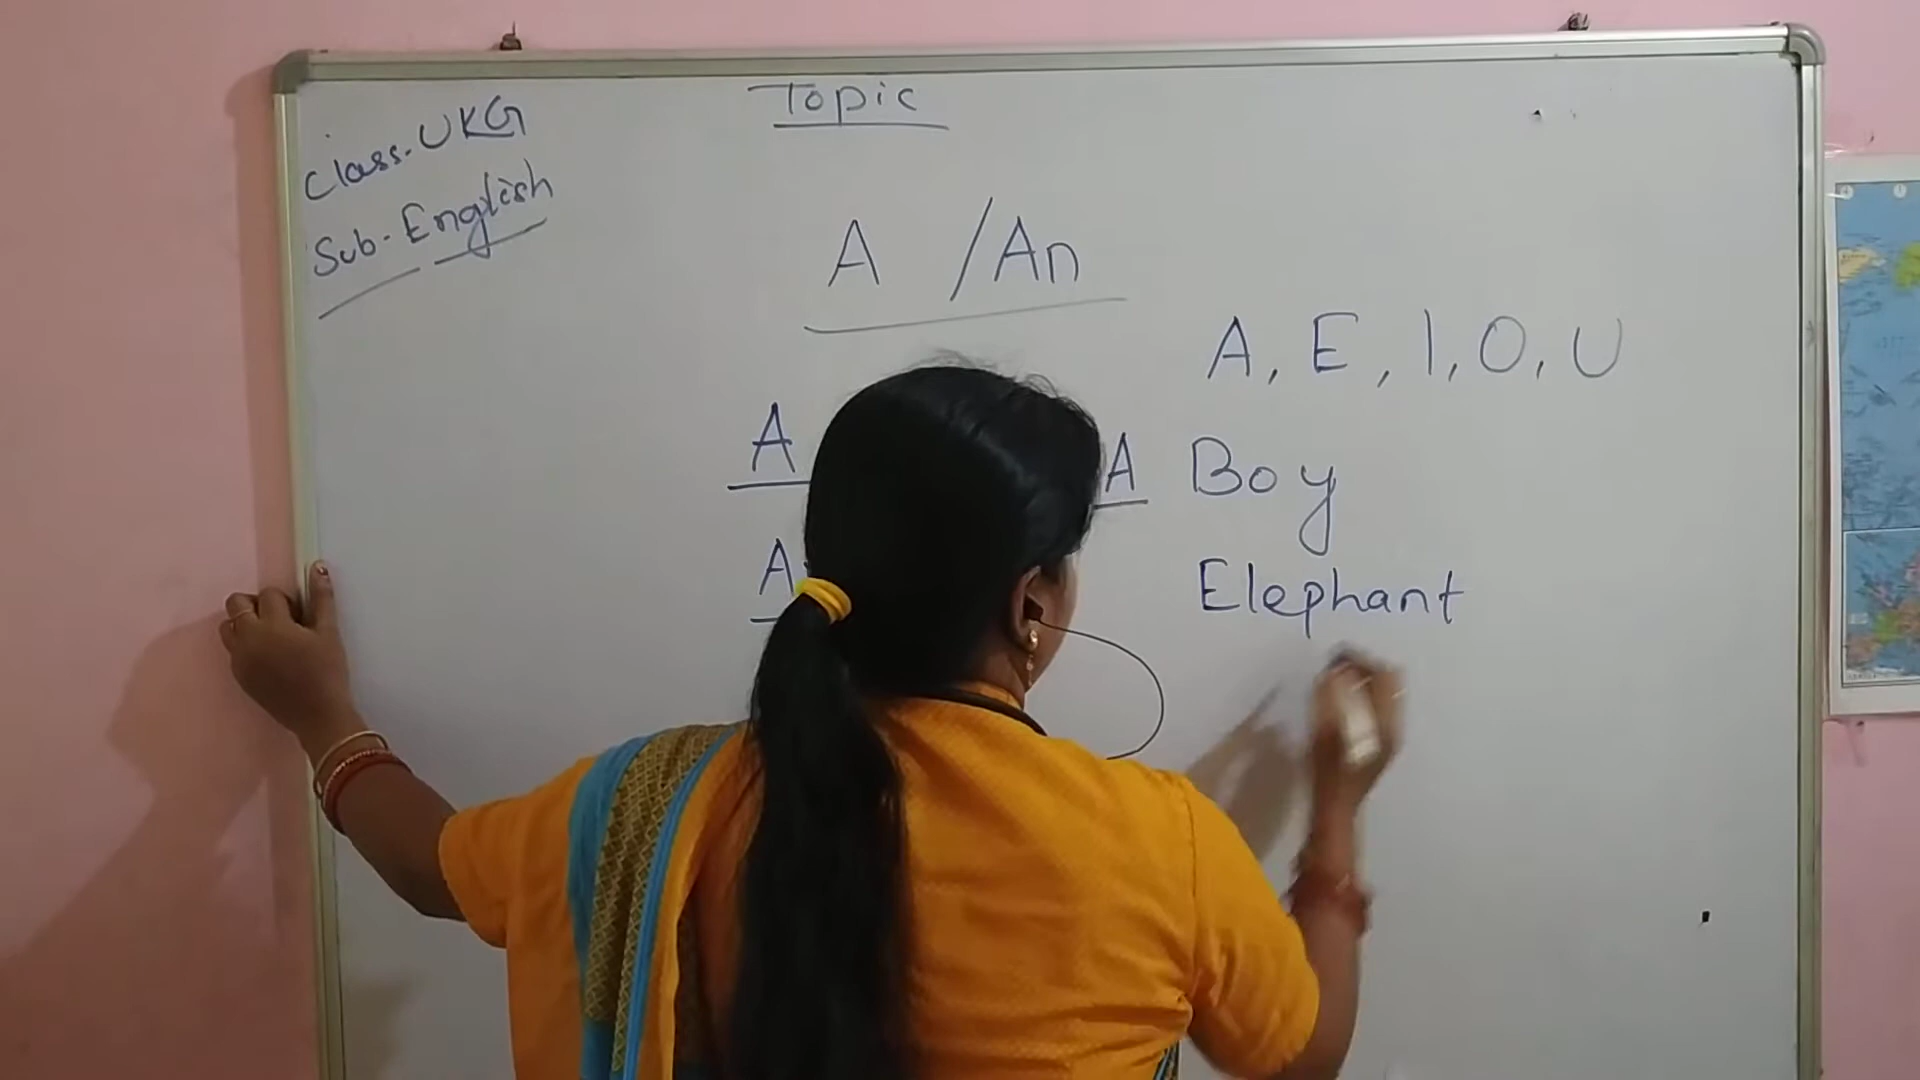 Topic
Class. UKG
Sub. English
A / An
A, E, I, O, U
A
A Boy
A
Elephant